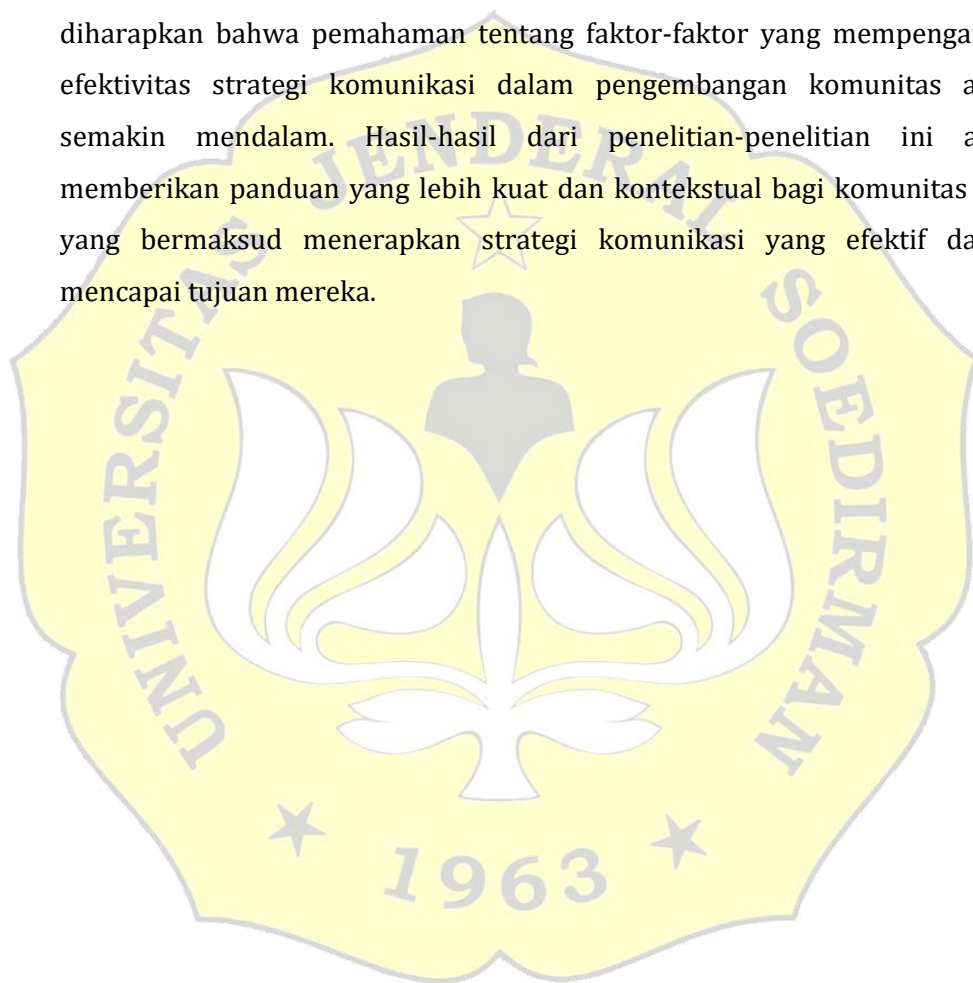 diharapkan bahwa pemahaman tentang faktor-faktor yang mempengar
efektivitas strategi komunikasi dalam pengembangan komunitas a
semakin mendalam. Hasil-hasil dari penelitian-penelitian ini a
memberikan panduan yang lebih kuat dan kontekstual bagi komunitas
yang bermaksud menerapkan strategi komunikasi yang efektif da
mencapai tujuan mereka.
UNIVERSITAS JENDERAL SOEDIRMAN
1963